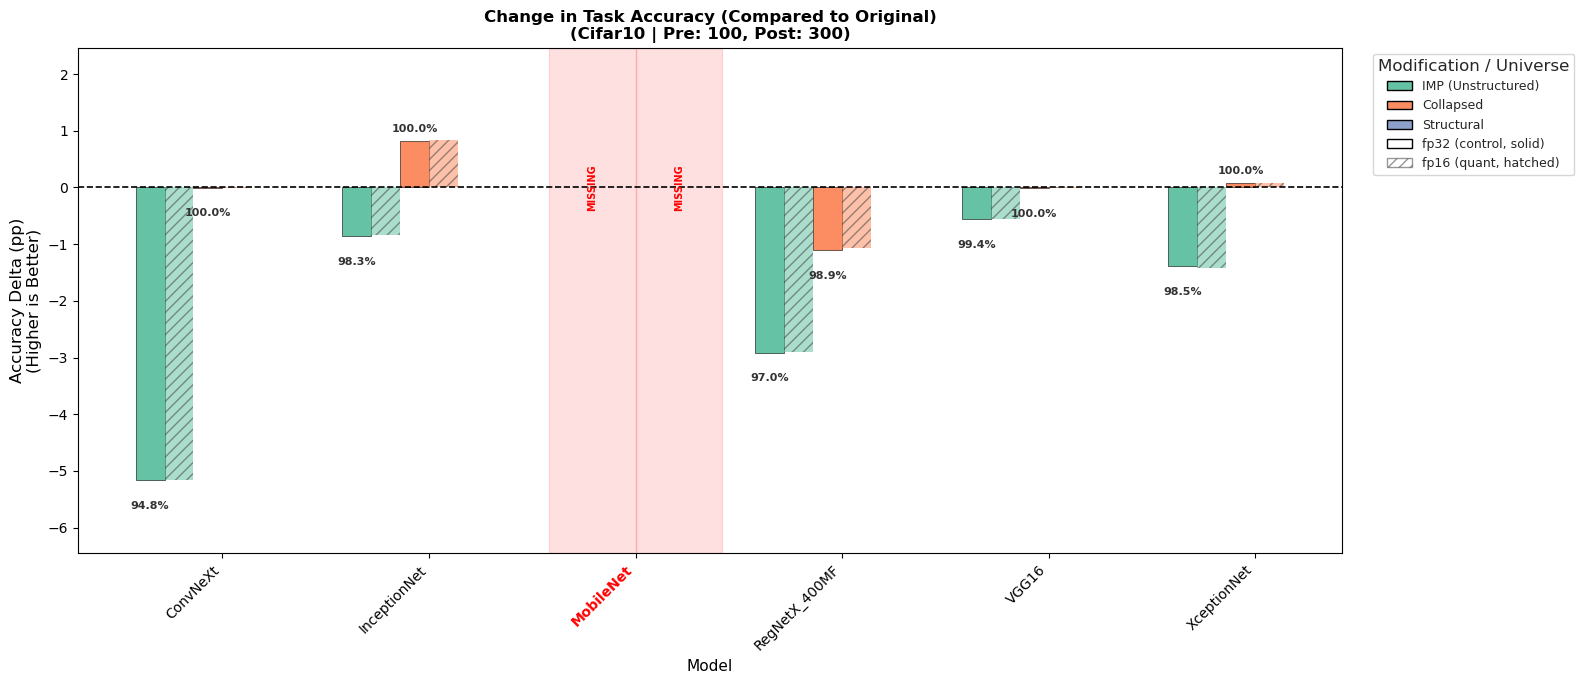 Change in Task Accuracy (Compared to Original)
(Cifar10 | Pre: 100, Post: 300)
Accuracy Delta (pp)
(Higher is Better)
2
1
0
−1
−2
−3
−4
−5
−6
94.8%
100.0%
98.3%
100.0%
MISSING
MISSING
97.0%
98.9%
99.4%
100.0%
98.5%
100.0%
ConvNeXt
InceptionNet
MobileNet
RegNetX_400MF
VGG16
XceptionNet
Model
Modification / Universe
IMP (Unstructured)
Collapsed
Structural
fp32 (control, solid)
fp16 (quant, hatched)